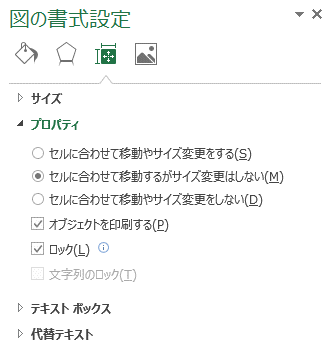 図の書式設定
サイズ
プロパティ
セルに合わせて移動やサイズ変更をする(S)
セルに合わせて移動するがサイズ変更はしない(M)
セルに合わせて移動やサイズ変更をしない(D)
オブジェクトを印刷する(P)
ロック(L)
文字列のロック(T)
テキスト ボックス
代替テキスト